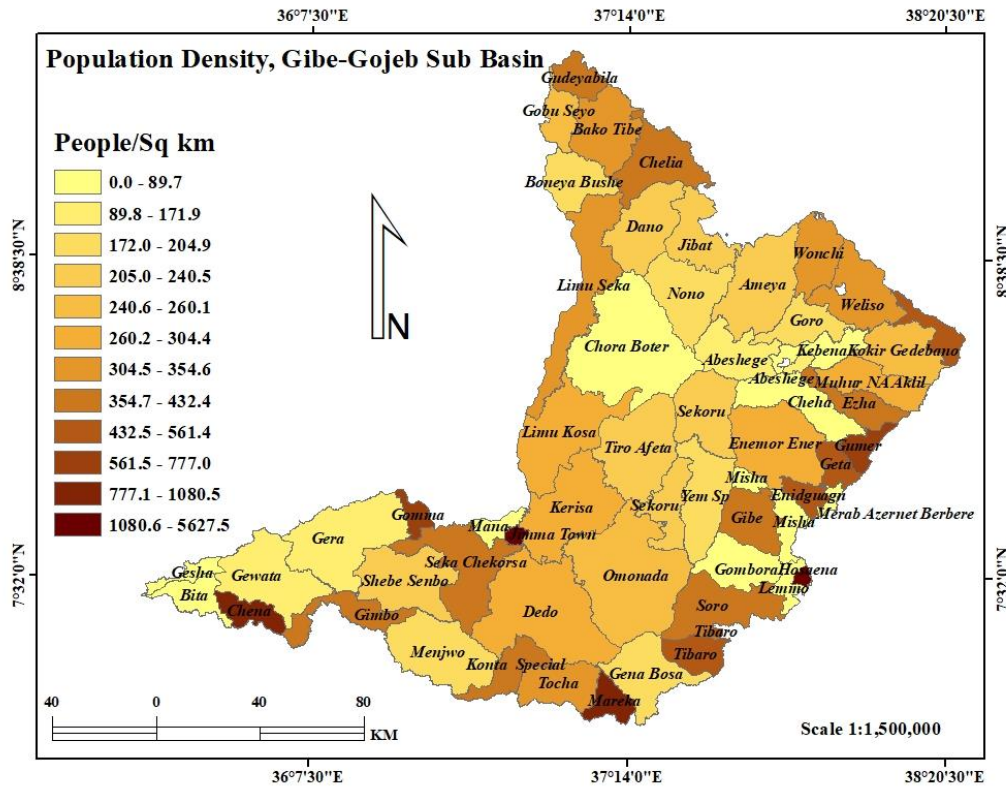 36°7'30"E 37°14'0"E 38°20'30"E
Population Density, Gibe-Gojeb Sub Basin
People/Sq km
0.0 - 89.7
89.8 - 171.9
172.0 - 204.9
205.0 - 240.5
240.6 - 260.1
260.2 - 304.4
304.5 - 354.6
354.7 - 432.4
432.5 - 561.4
561.5 - 777.0
777.1 - 1080.5
1080.6 - 5627.5
N
8°38'30"N
8°38'30"N
7°32'0"N
7°32'0"N
Gudeyabila
Gobu Seyo
Bako Tibe
Chelia
Boneya Bushe
Dano
Jibat
Wonchi
Limu Seka
Nono
Ameya
Weliso
Goro
Chora Boter
Abeshege
Kebena
Kokir Gedebano
Abeshege
Muhur NA Aklil
Cheha
Ezha
Sekoru
Limu Kosa
Tiro Afeta
Enemor Ener
Gumer
Geta
Misha
Yem Sp
Enidguagn
Kerisa
Sekoru
Merab Azernet Berbere
Gomma
Mana
Jimma Town
Gibe
Misha
Gera
Seka Chekorsa
Gesha
Gewata
Shebe Senbo
Omonada
Gombora
Lemmo
Bita
Chena
Gimbo
Dedo
Soro
Tibaro
Menjwo
Konta
Special
Tibaro
Gena Bosa
Tocha
Mareka
40 0 40 80
KM
Scale 1:1,500,000
36°7'30"E 37°14'0"E 38°20'30"E